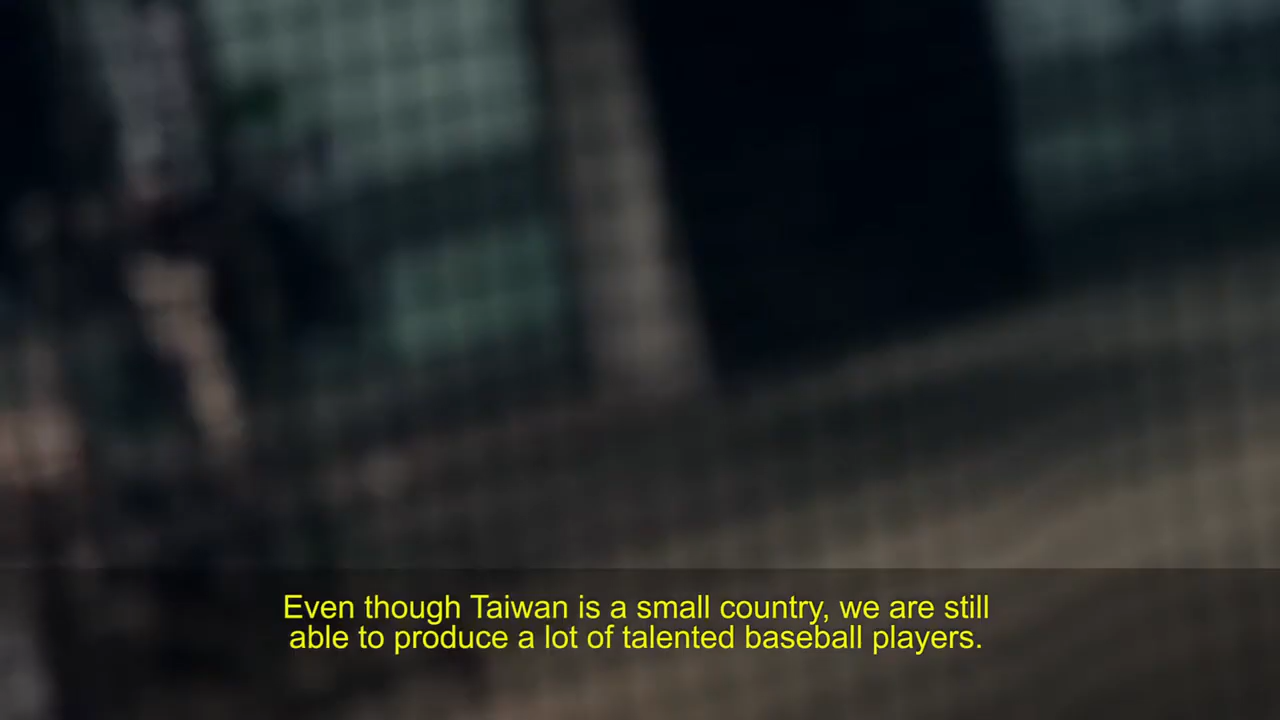 Even though Taiwan is a small country, we are still
able to produce a lot of talented baseball players.